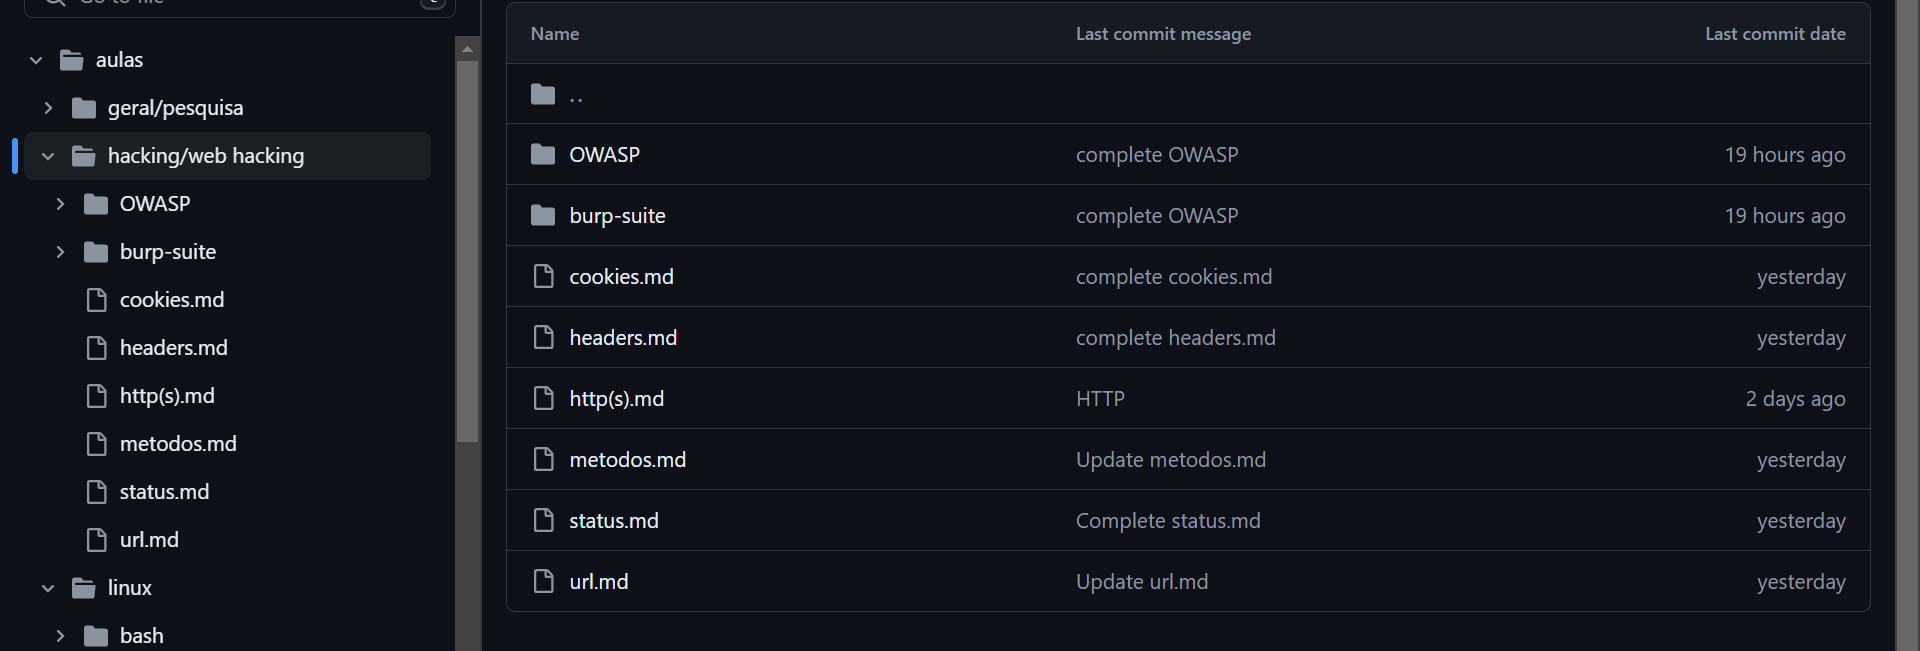 Go to file
aulas
geral/pesquisa
hacking/web hacking
OWASP
burp-suite
cookies.md
headers.md
http(s).md
metodos.md
status.md
url.md
linux
bash
Name Last commit message Last commit date
..
OWASP complete OWASP 19 hours ago
burp-suite complete OWASP 19 hours ago
cookies.md complete cookies.md yesterday
headers.md complete headers.md yesterday
http(s).md HTTP 2 days ago
metodos.md Update metodos.md yesterday
status.md Complete status.md yesterday
url.md Update url.md yesterday